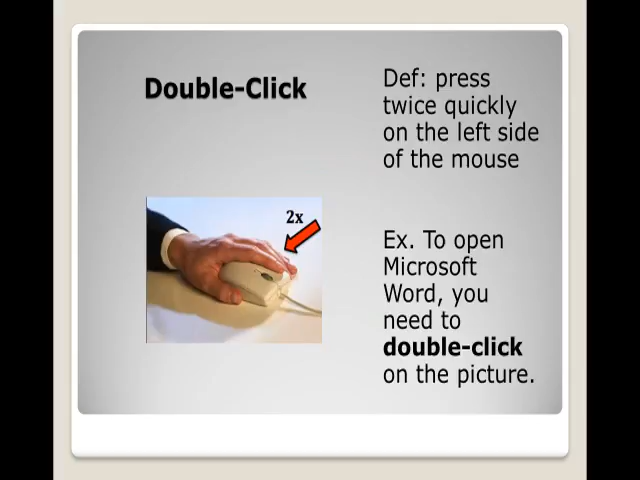 Double-Click
Def: press
twice quickly
on the left side
of the mouse
2x
Ex. To open
Microsoft
Word, you
need to
double-click
on the picture.